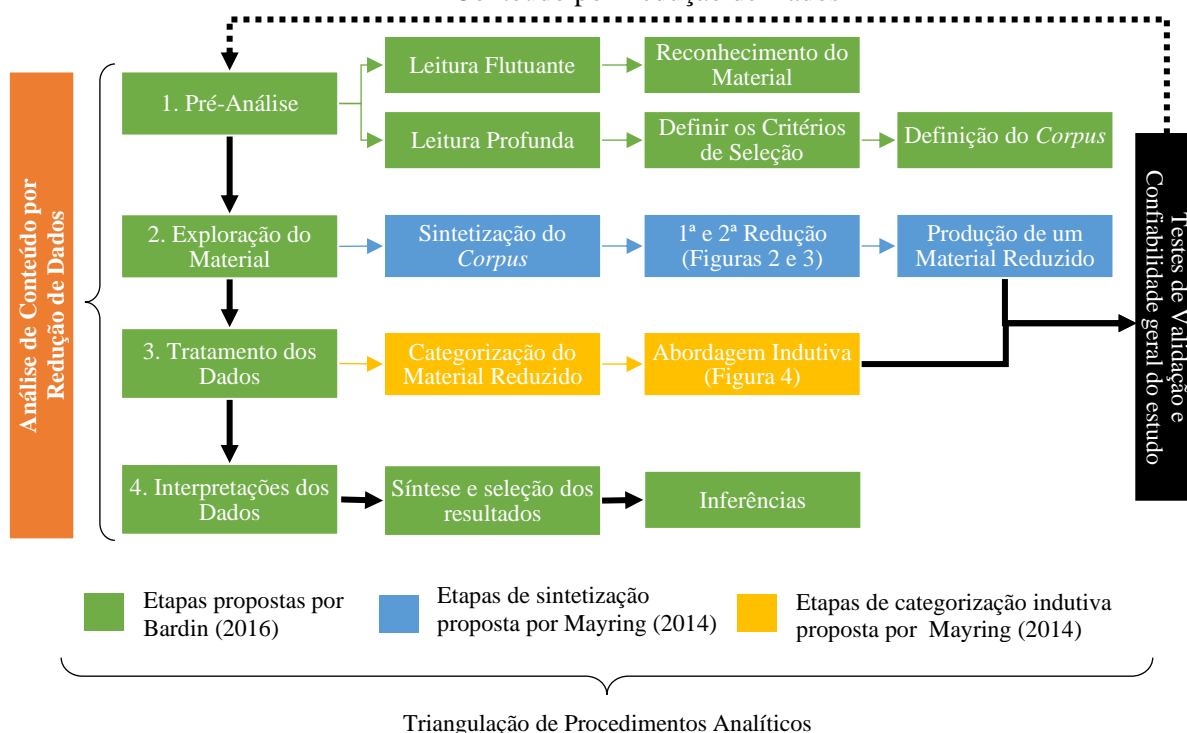 Conteúdo por Redução de Dados
Leitura Flutuante
Reconhecimento do
Material
1. Pré-Análise
Leitura Profunda
Definir os Critérios
de Seleção
Definição do Corpus
Análise de Conteúdo por
Redução de Dados
2. Exploração do
Material
Sintetização do
Corpus
1ª e 2ª Redução
(Figuras 2 e 3)
Produção de um
Material Reduzido
Testes de Validação e
Confiabilidade geral do estudo
3. Tratamento dos
Dados
Categorização do
Material Reduzido
Abordagem Indutiva
(Figura 4)
4. Interpretações dos
Dados
Síntese e seleção dos
resultados
Inferências
Etapas propostas por
Bardin (2016)
Etapas de sintetização
proposta por Mayring (2014)
Etapas de categorização indutiva
proposta por Mayring (2014)
Triangulação de Procedimentos Analíticos